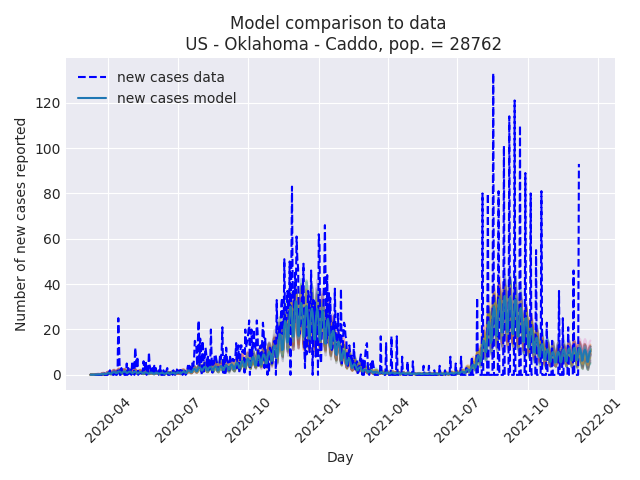 Model comparison to data
US - Oklahoma - Caddo, pop. = 28762
new cases data
new cases model
Number of new cases reported
120
100
80
60
40
20
0
2020-04
2020-07
2020-10
2021-01
2021-04
2021-07
2021-10
2022-01
Day